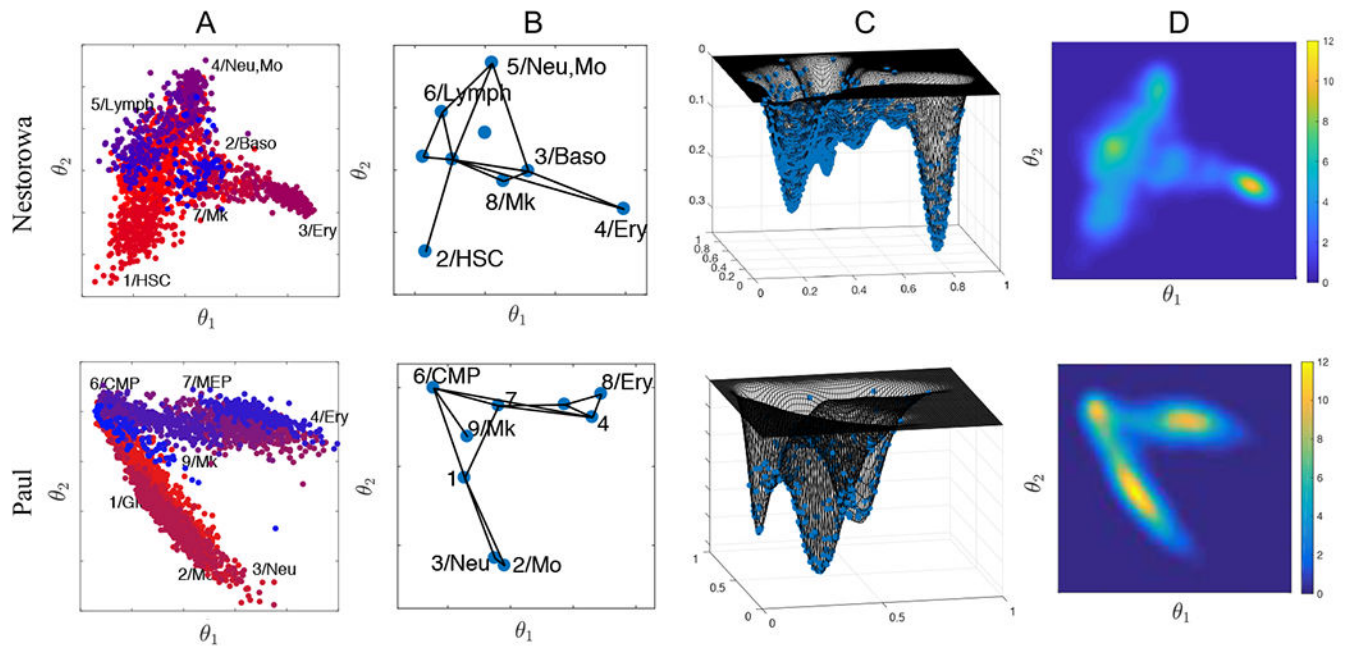 A
B
C
D
Nestorowa
θ2
4/Neu,Mo
5/Lymph
2/Baso
7/Mk
3/Ery
1/HSC
θ1
θ2
5/Neu,Mo
6/Lymph
3/Baso
8/Mk
4/Ery
2/HSC
θ1
0
0.1
0.2
0.3
1
0.8
0.6
0.4
0.2
0
0
0.2
0.4
0.6
0.8
1
θ2
θ1
12
10
8
6
4
2
0
Paul
θ2
6/CMP
7/MEP
4/Ery
9/Mk
3/Neu
θ1
θ2
6/CMP
8/Ery
7
4
9/Mk
1
3/Neu
2/Mo
θ1
1
0.5
0
0
0.5
1
θ2
θ1
12
10
8
6
4
2
0